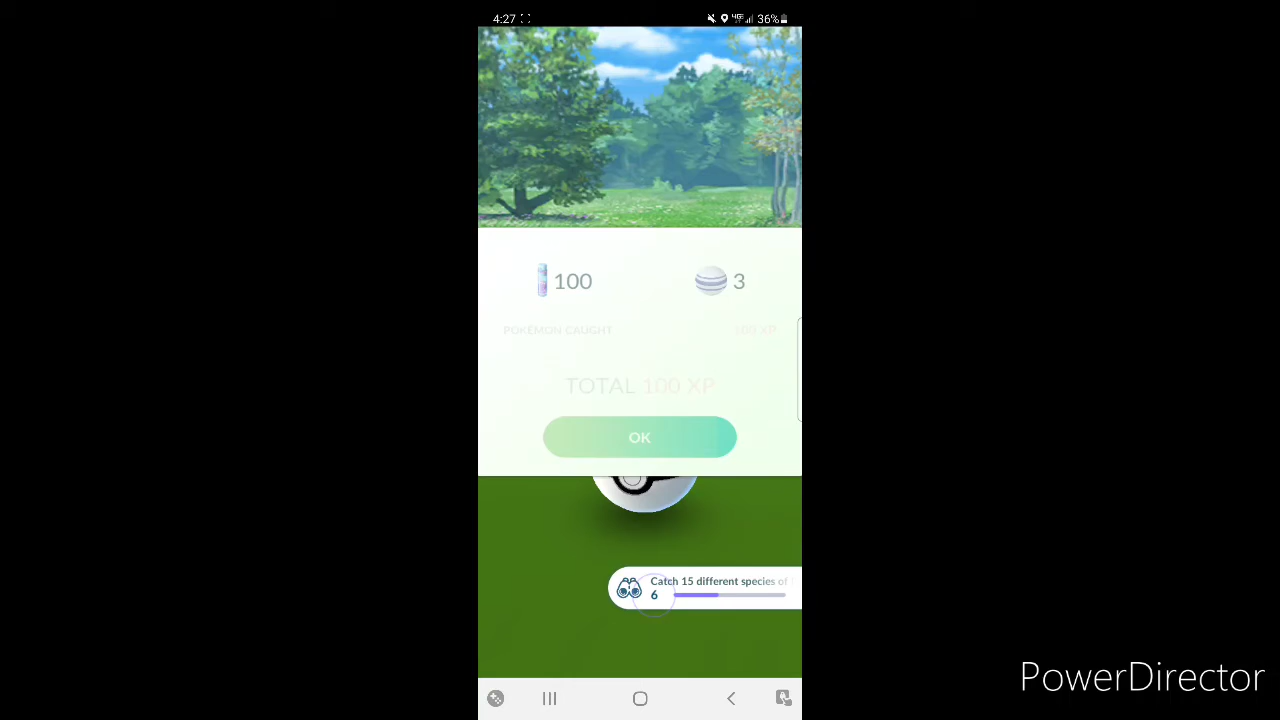 4:27
4GE 36%
100 3
POKÉMON CAUGHT 100 XP
TOTAL 100 XP
OK
Catch 15 different species of
6
PowerDirector